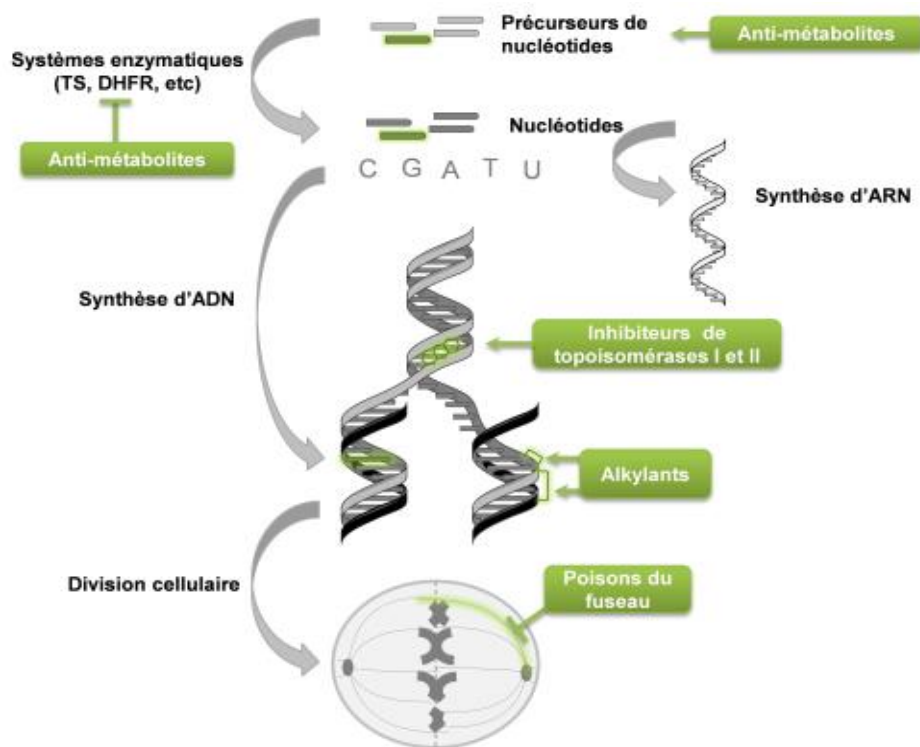 Précurseurs de
nucléotides
Anti-métabolites
Systèmes enzymatiques
(TS, DHFR, etc)
Anti-métabolites
Nucléotides
C G A T U
Synthèse d'ARN
Synthèse d'ADN
Inhibiteurs de
topoisomérases I et II
Alkylants
Division cellulaire
Poisons du
fuseau